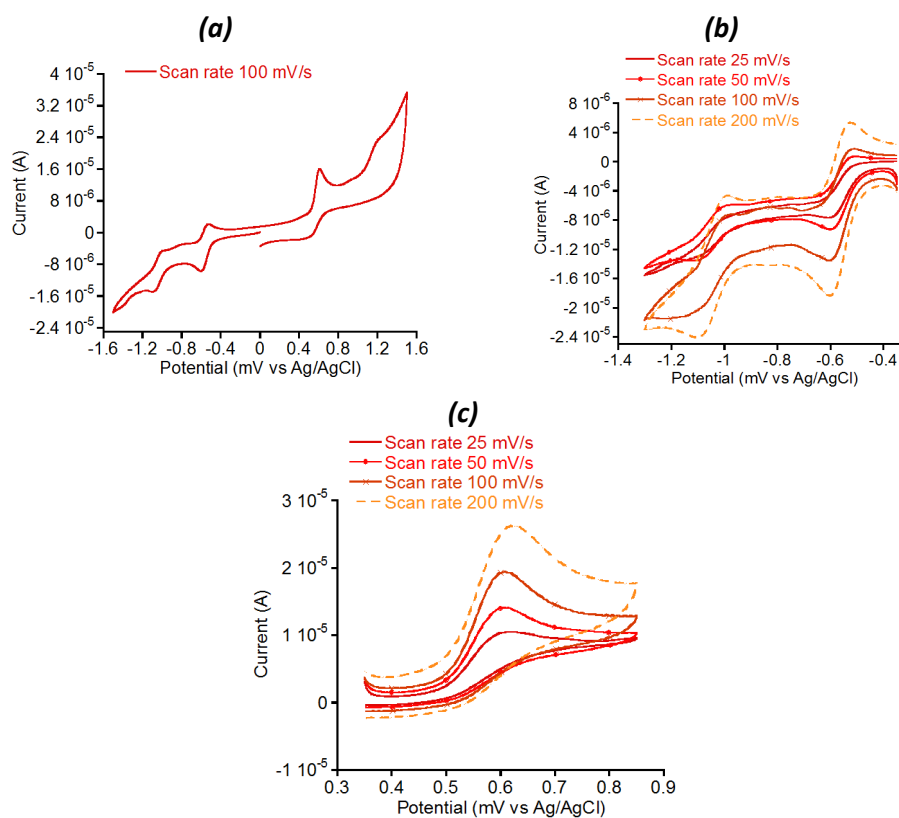 (a)
Scan rate 100 mV/s
4 10⁻⁵
3.2 10⁻⁵
2.4 10⁻⁵
1.6 10⁻⁵
8 10⁻⁶
0
-8 10⁻⁶
-1.6 10⁻⁵
-2.4 10⁻⁵
Current (A)
-1.6 -1.2 -0.8 -0.4 0 0.4 0.8 1.2 1.6
Potential (mV vs Ag/AgCl)
(b)
Scan rate 25 mV/s
Scan rate 50 mV/s
Scan rate 100 mV/s
Scan rate 200 mV/s
8 10⁻⁶
4 10⁻⁶
0
-4 10⁻⁶
-8 10⁻⁶
-1.2 10⁻⁵
-1.6 10⁻⁵
-2 10⁻⁵
-2.4 10⁻⁵
Current (A)
-1.4 -1.2 -1 -0.8 -0.6 -0.4
Potential (mV vs Ag/AgCl)
(c)
Scan rate 25 mV/s
Scan rate 50 mV/s
Scan rate 100 mV/s
Scan rate 200 mV/s
3 10⁻⁵
2 10⁻⁵
1 10⁻⁵
0
-1 10⁻⁵
Current (A)
0.3 0.4 0.5 0.6 0.7 0.8 0.9
Potential (mV vs Ag/AgCl)